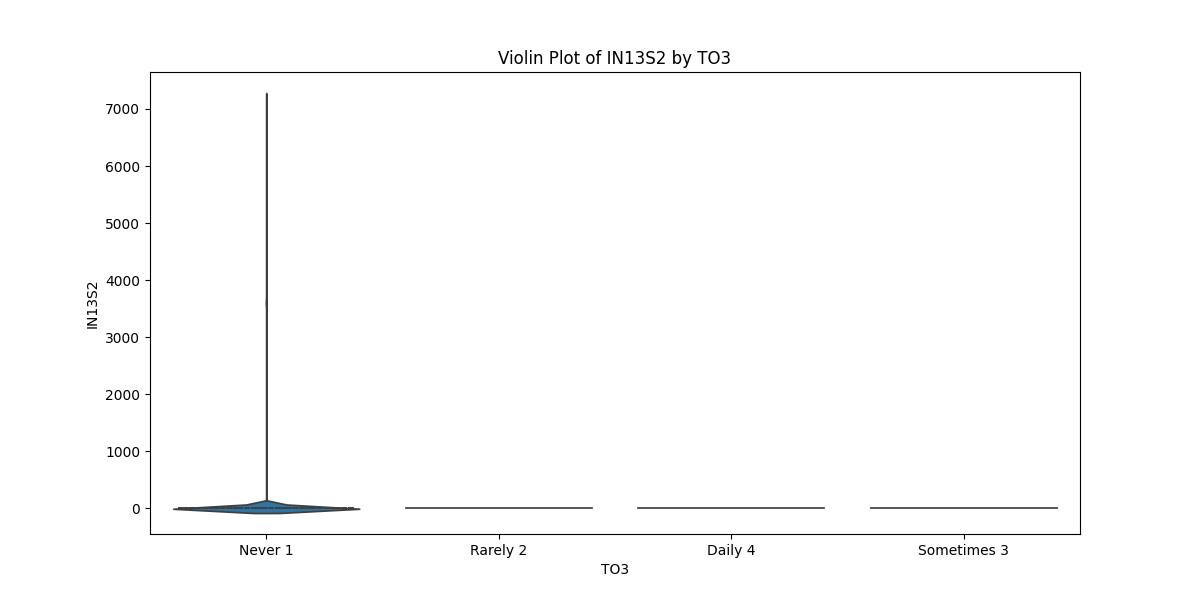 Violin Plot of IN13S2 by TO3
7000
6000
5000
4000
3000
2000
1000
0
IN13S2
Never 1
Rarely 2
Daily 4
Sometimes 3
TO3